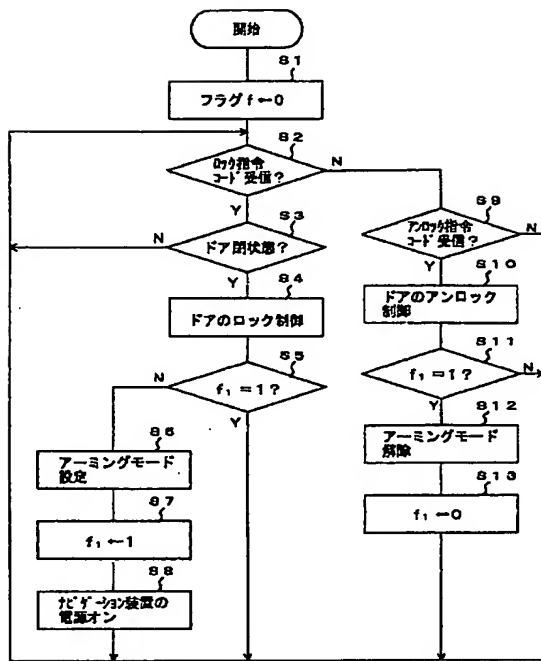 開始
S1
フラグf←0
S2
ロック指令
コード受信?
N
Y
S3
ドア閉状態?
N
Y
S4
ドアのロック制御
S5
f₁=1?
N
Y
S6
アーミングモード
設定
S7
f₁←1
S8
ナビゲーション装置の
電源オン
S9
アンロック指令
コード受信?
N
Y
S10
ドアのアンロック
制御
S11
f₁=1?
N
Y
S12
アーミングモード
解除
S13
f₁←0